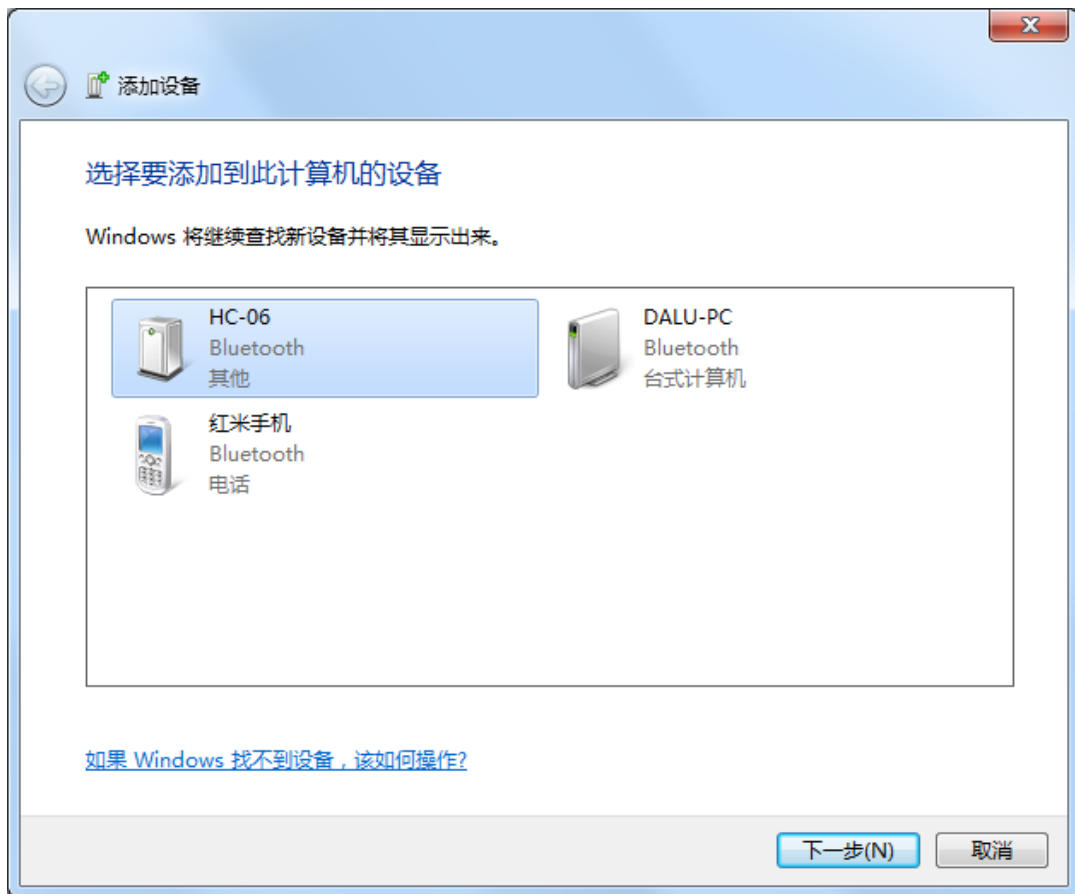 添加设备
选择要添加到此计算机的设备
Windows 将继续查找新设备并将其显示出来。
HC-06
Bluetooth
其他
DALU-PC
Bluetooth
台式计算机
红米手机
Bluetooth
电话
如果 Windows 找不到设备，该如何操作?
下一步(N)
取消